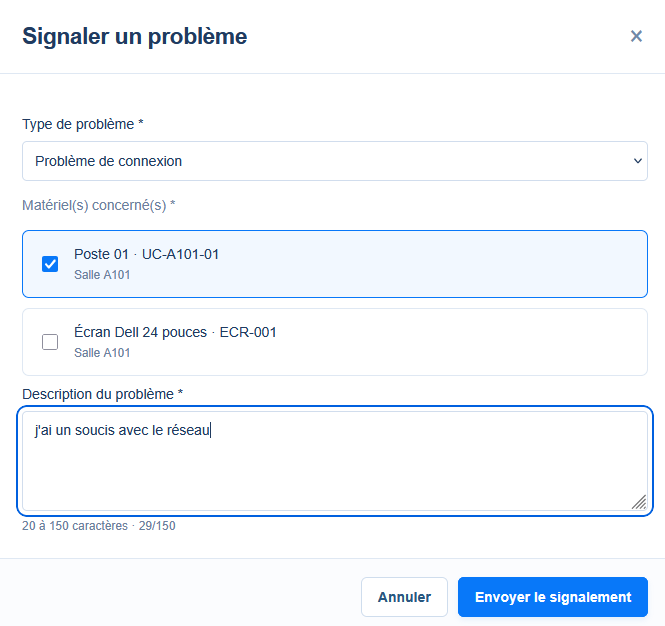 Signaler un problème
Type de problème *
Problème de connexion
Matériel(s) concerné(s) *
Poste 01 · UC-A101-01
Salle A101
Écran Dell 24 pouces · ECR-001
Salle A101
Description du problème *
j'ai un soucis avec le réseau
20 à 150 caractères · 29/150
Annuler
Envoyer le signalement